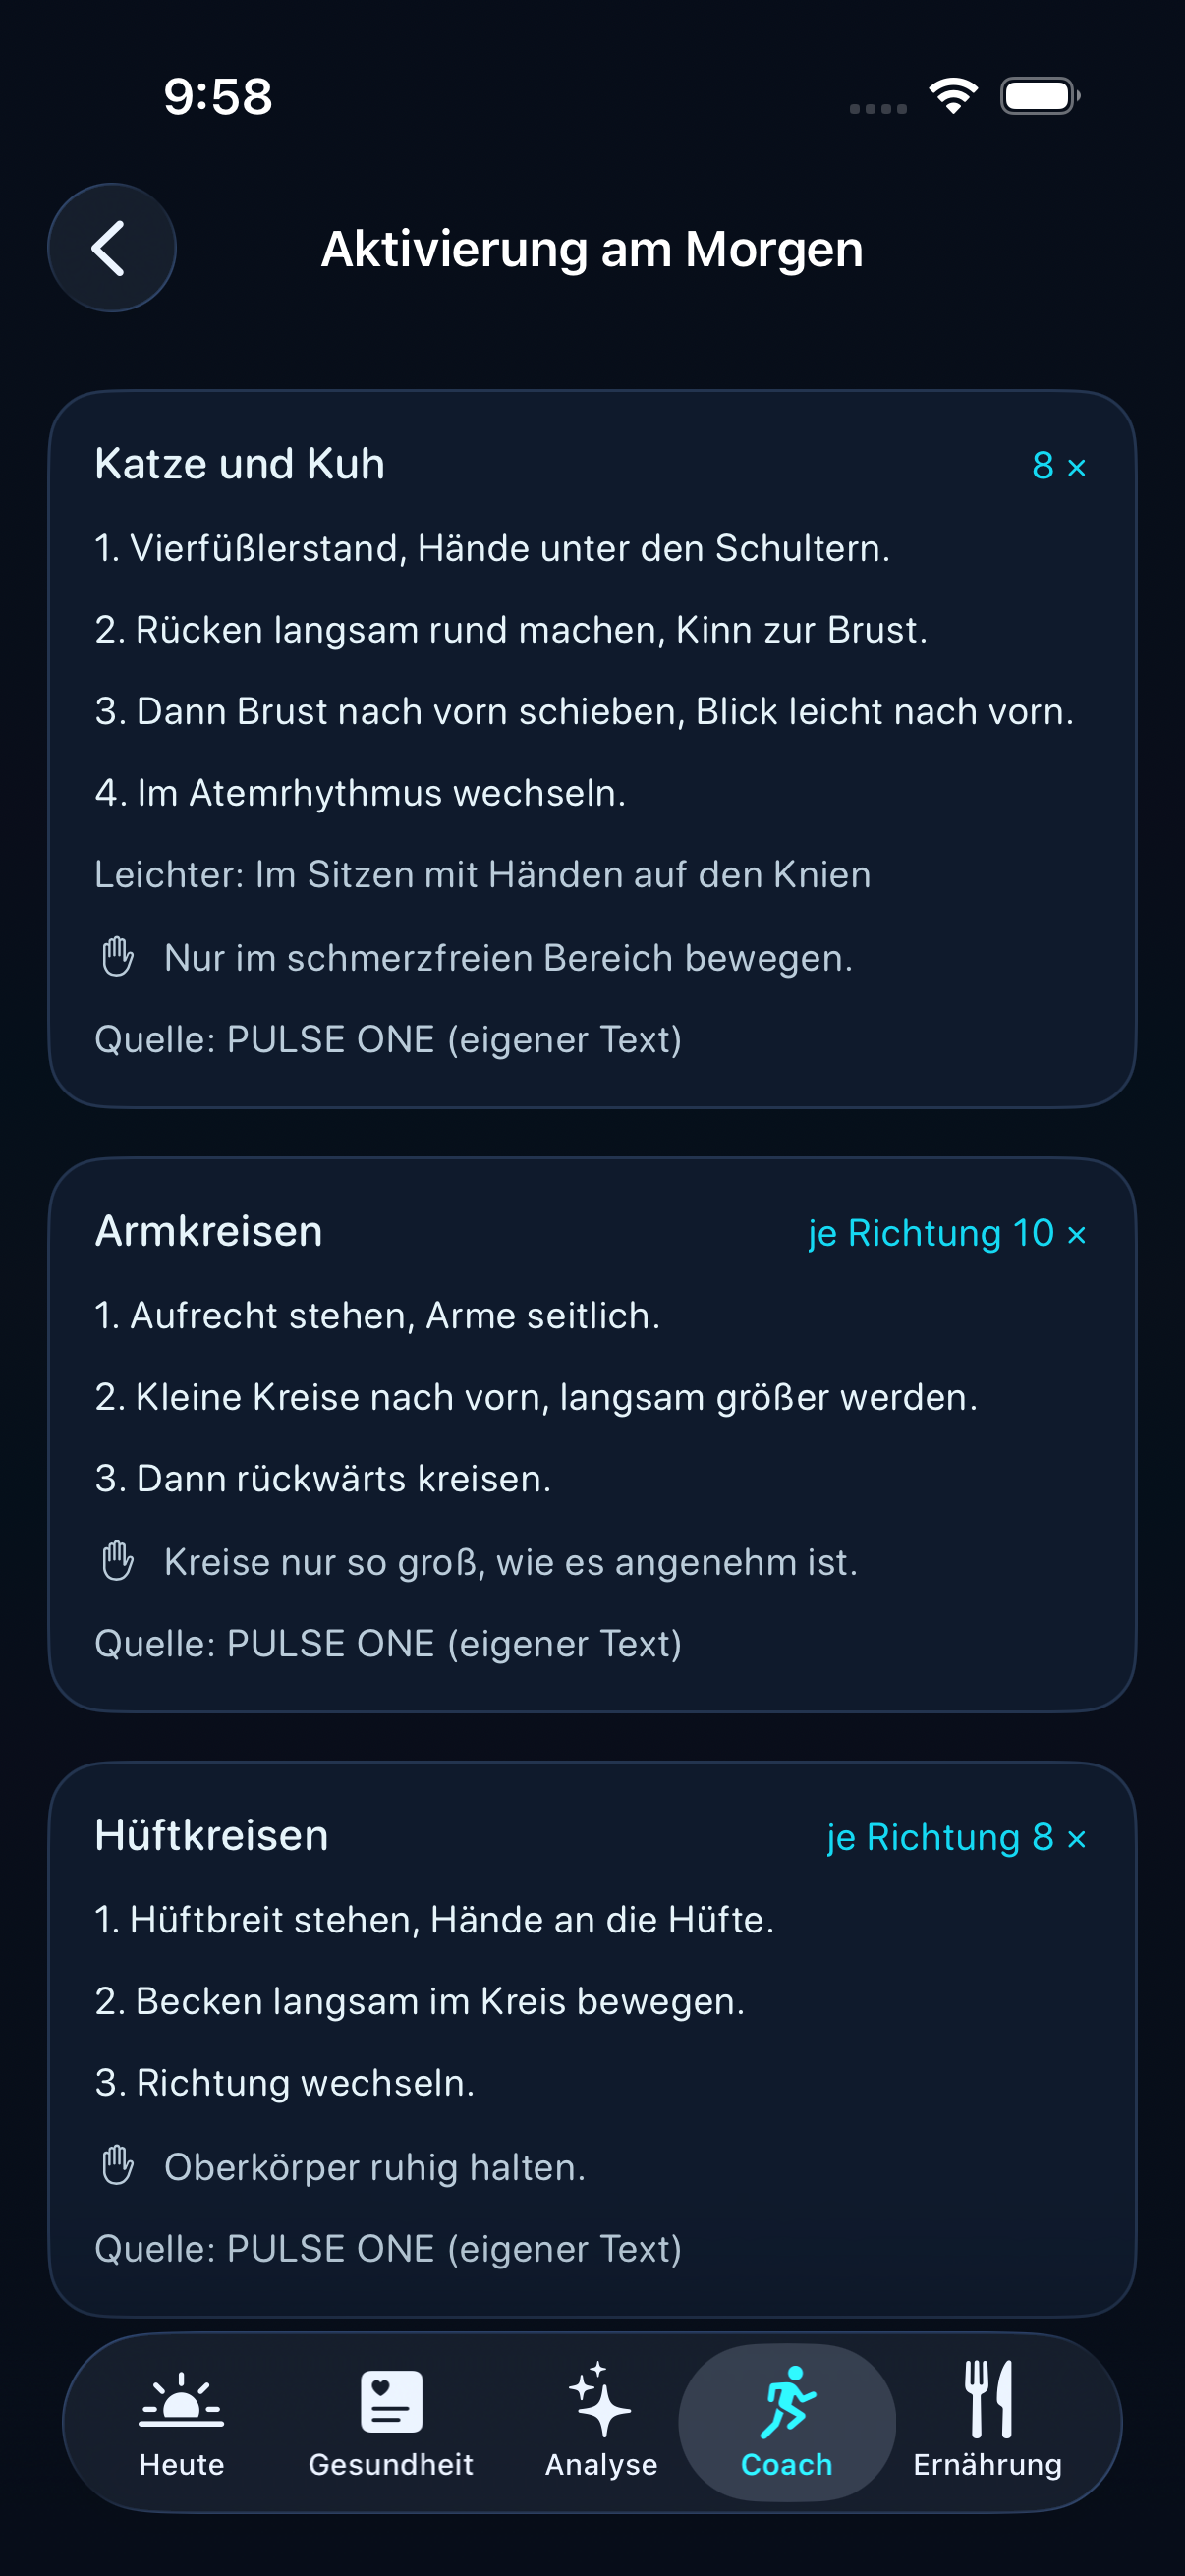 9:58
Aktivierung am Morgen
Katze und Kuh
8 ×
1. Vierfüßlerstand, Hände unter den Schultern.
2. Rücken langsam rund machen, Kinn zur Brust.
3. Dann Brust nach vorn schieben, Blick leicht nach vorn.
4. Im Atemrhythmus wechseln.
Leichter: Im Sitzen mit Händen auf den Knien
Nur im schmerzfreien Bereich bewegen.
Quelle: PULSE ONE (eigener Text)
Armkreisen
je Richtung 10 ×
1. Aufrecht stehen, Arme seitlich.
2. Kleine Kreise nach vorn, langsam größer werden.
3. Dann rückwärts kreisen.
Kreise nur so groß, wie es angenehm ist.
Quelle: PULSE ONE (eigener Text)
Hüftkreisen
je Richtung 8 ×
1. Hüftbreit stehen, Hände an die Hüfte.
2. Becken langsam im Kreis bewegen.
3. Richtung wechseln.
Oberkörper ruhig halten.
Quelle: PULSE ONE (eigener Text)
Heute
Gesundheit
Analyse
Coach
Ernährung